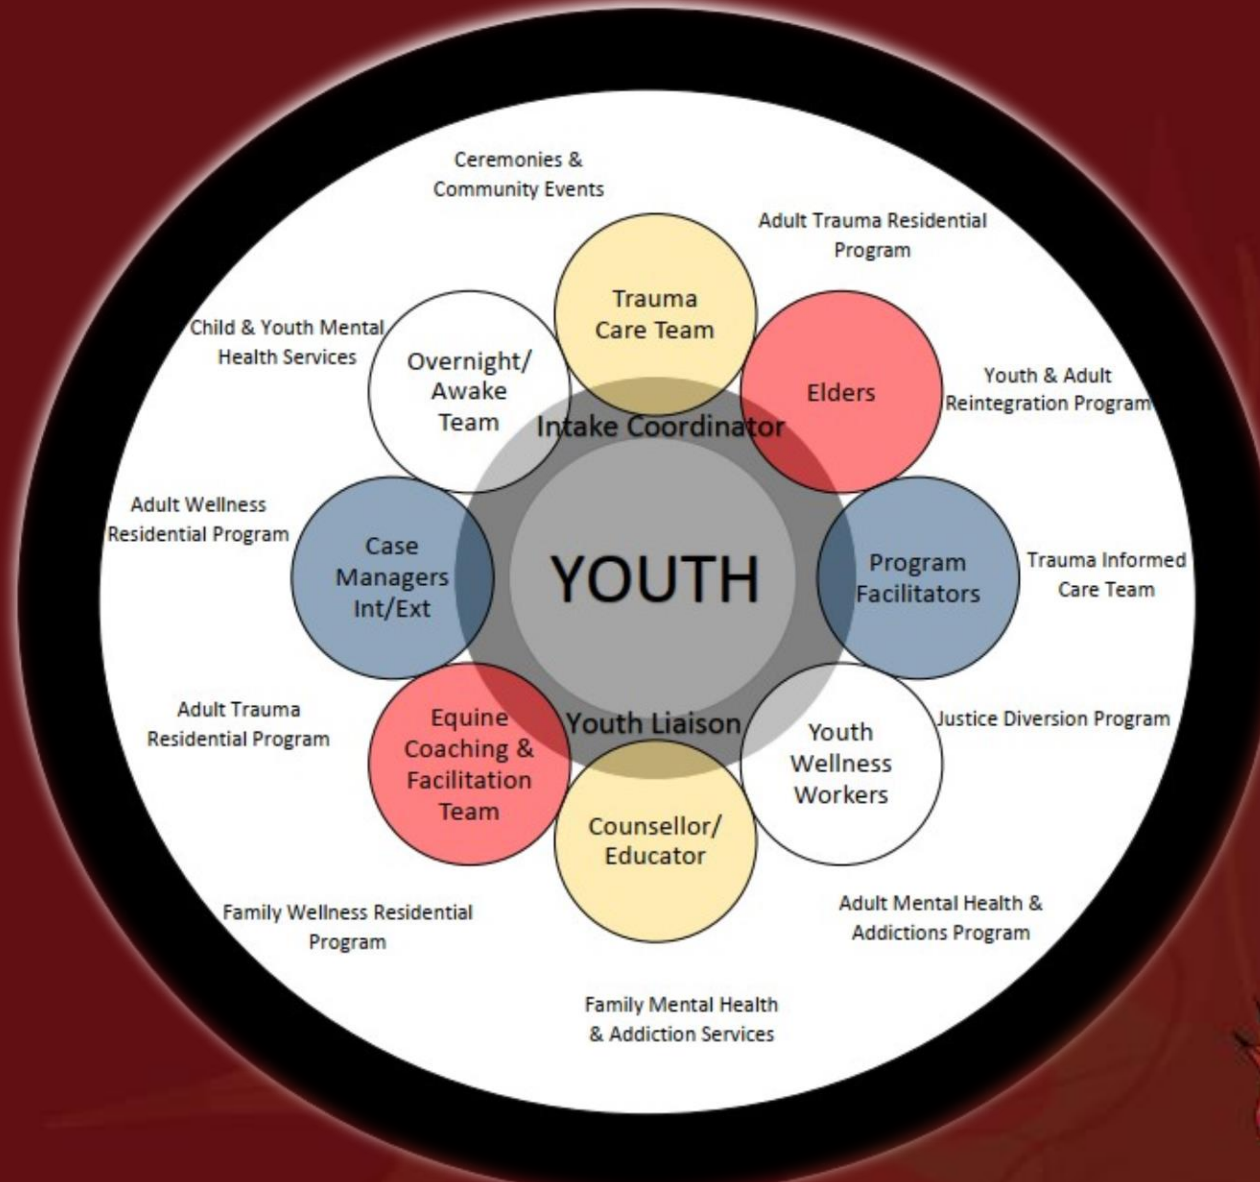 Ceremonies &
Community Events
Adult Trauma Residential
Program
Trauma
Care Team
Child & Youth Mental
Health Services
Overnight/
Awake
Team
Elders
Youth & Adult
Reintegration Program
Intake Coordinator
Adult Wellness
Residential Program
Case
Managers
Int/Ext
YOUTH
Program
Facilitators
Trauma Informed
Care Team
Adult Trauma
Residential Program
Equine
Coaching &
Facilitation
Team
Youth Liaison
Youth
Wellness
Workers
Justice Diversion Program
Counsellor/
Educator
Family Wellness Residential
Program
Adult Mental Health &
Addictions Program
Family Mental Health
& Addiction Services